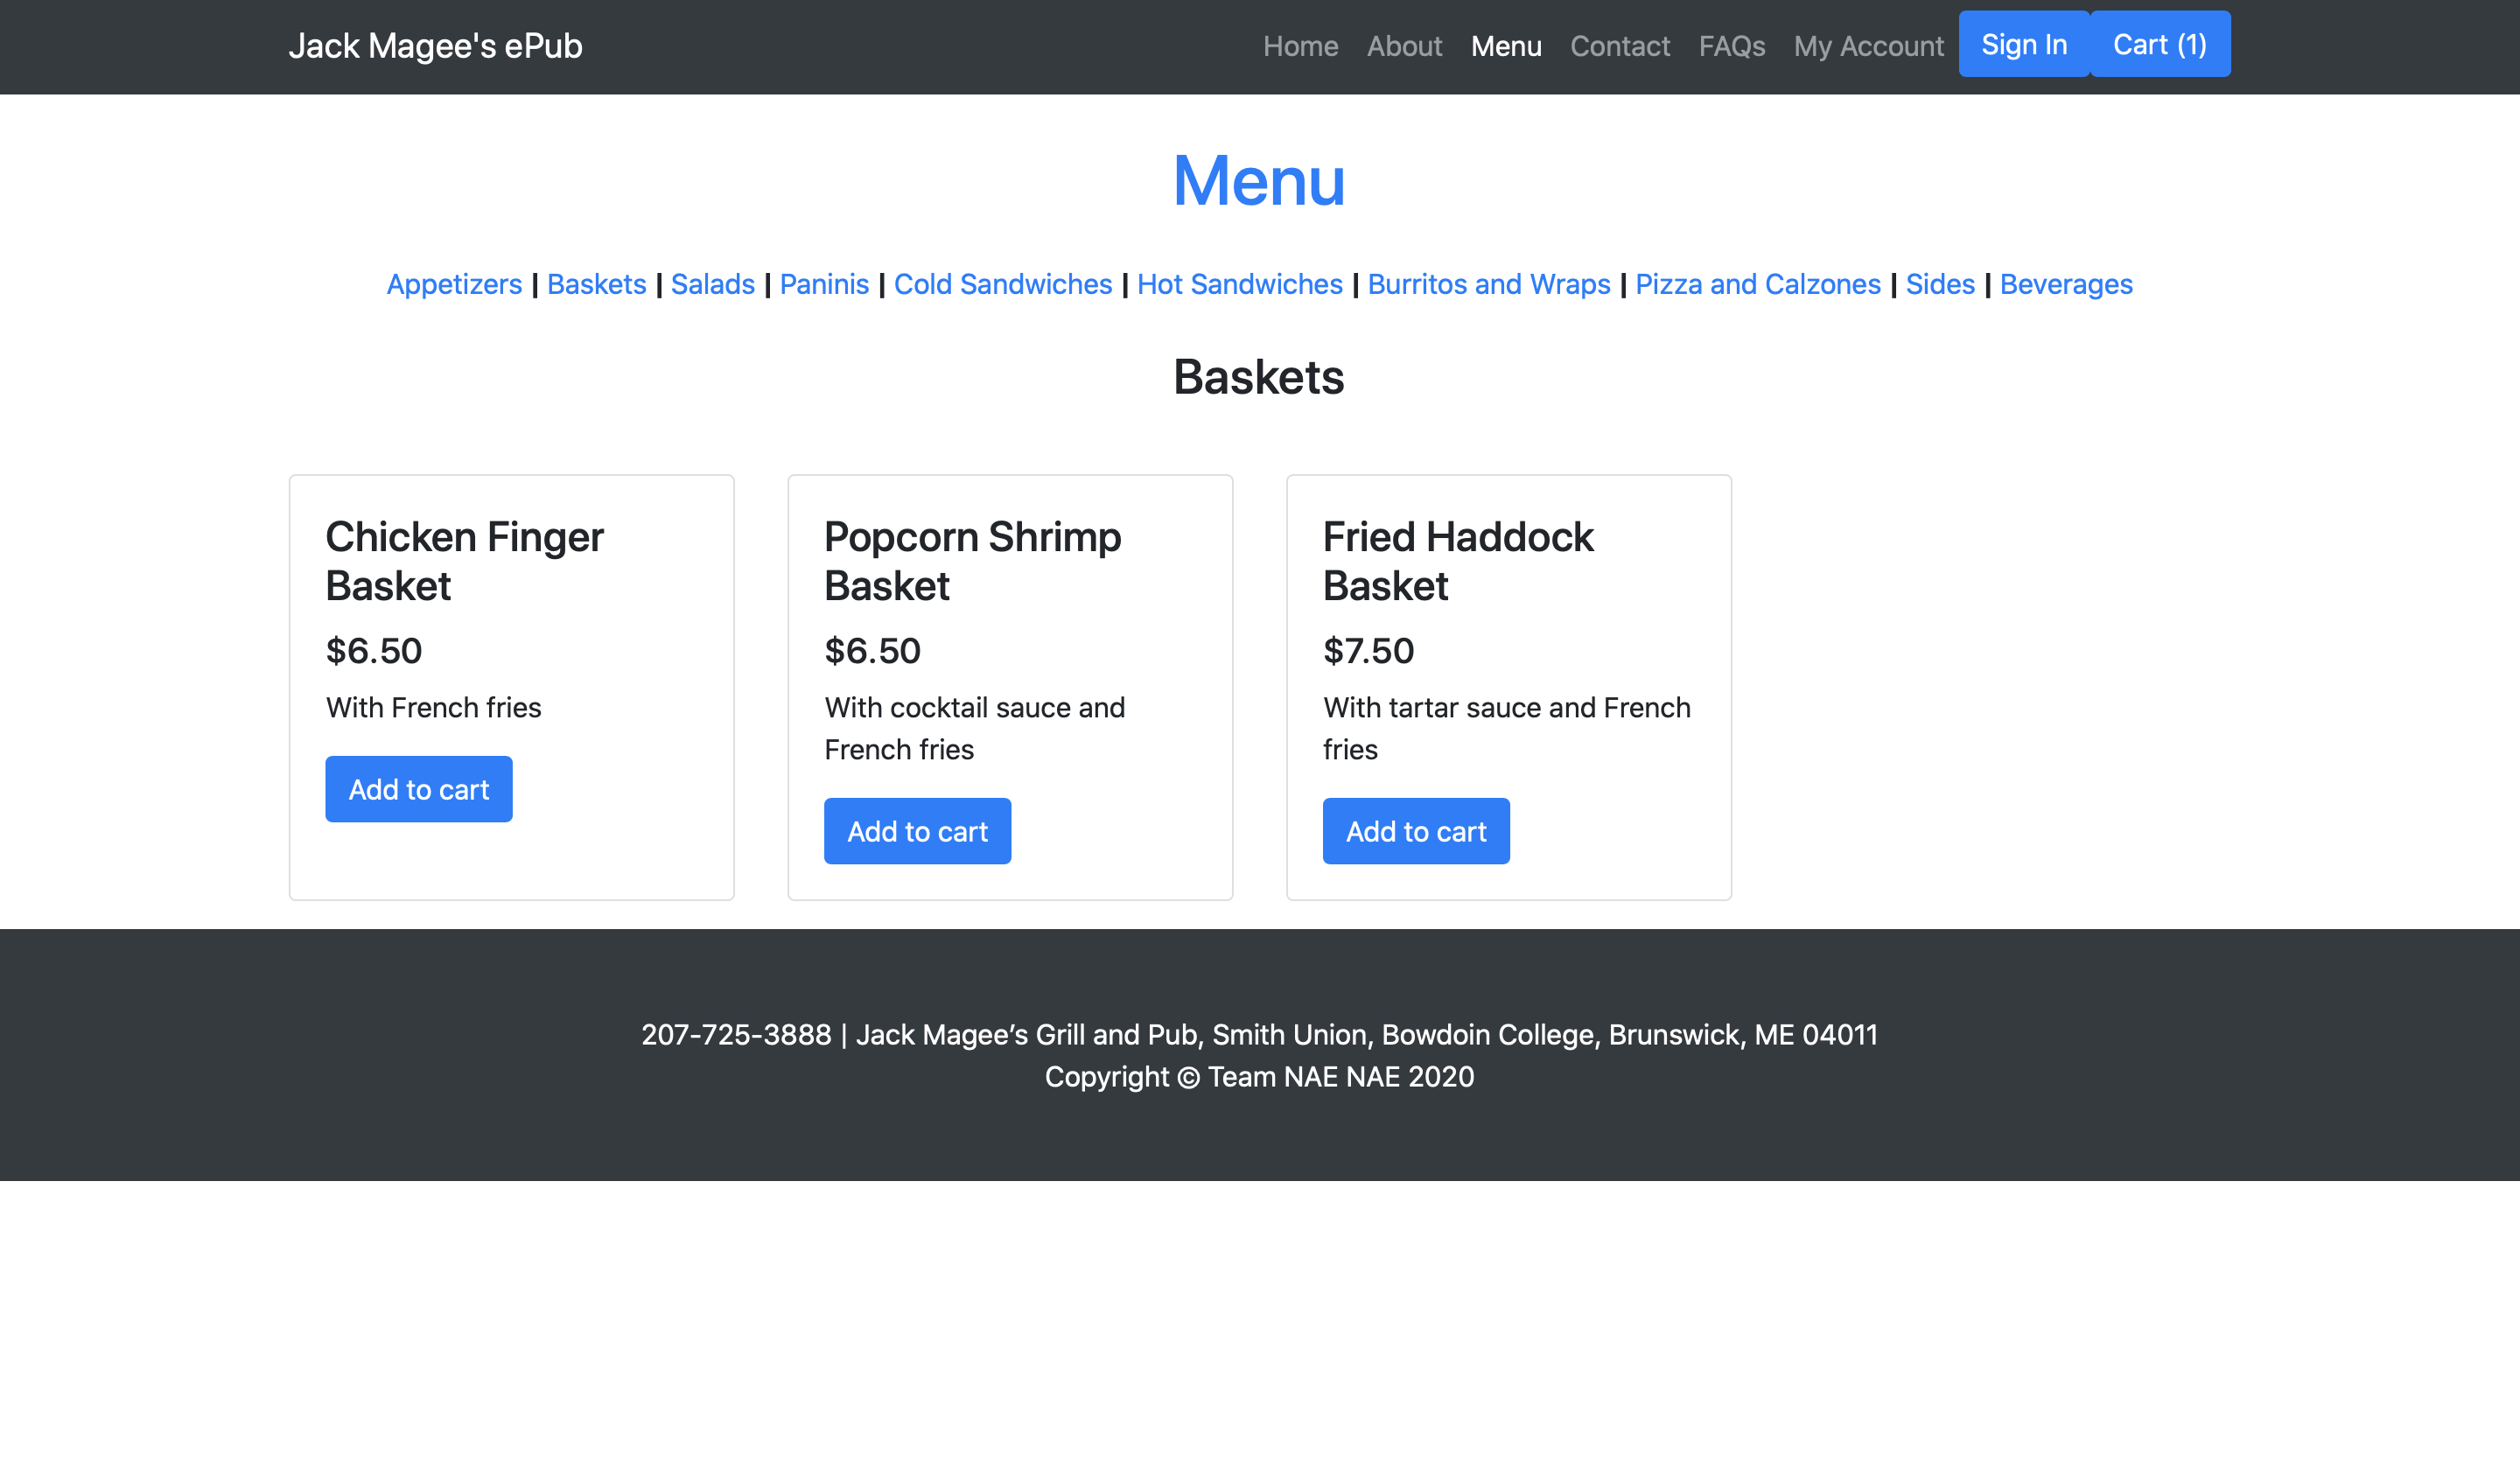 Jack Magee's ePub Home About Menu Contact FAQs My Account Sign In Cart (1)
Menu
Appetizers | Baskets | Salads | Paninis | Cold Sandwiches | Hot Sandwiches | Burritos and Wraps | Pizza and Calzones | Sides | Beverages
Baskets
Chicken Finger
Basket
$6.50
With French fries
Add to cart
Popcorn Shrimp
Basket
$6.50
With cocktail sauce and
French fries
Add to cart
Fried Haddock
Basket
$7.50
With tartar sauce and French
fries
Add to cart
207-725-3888 | Jack Magee’s Grill and Pub, Smith Union, Bowdoin College, Brunswick, ME 04011
Copyright © Team NAE NAE 2020